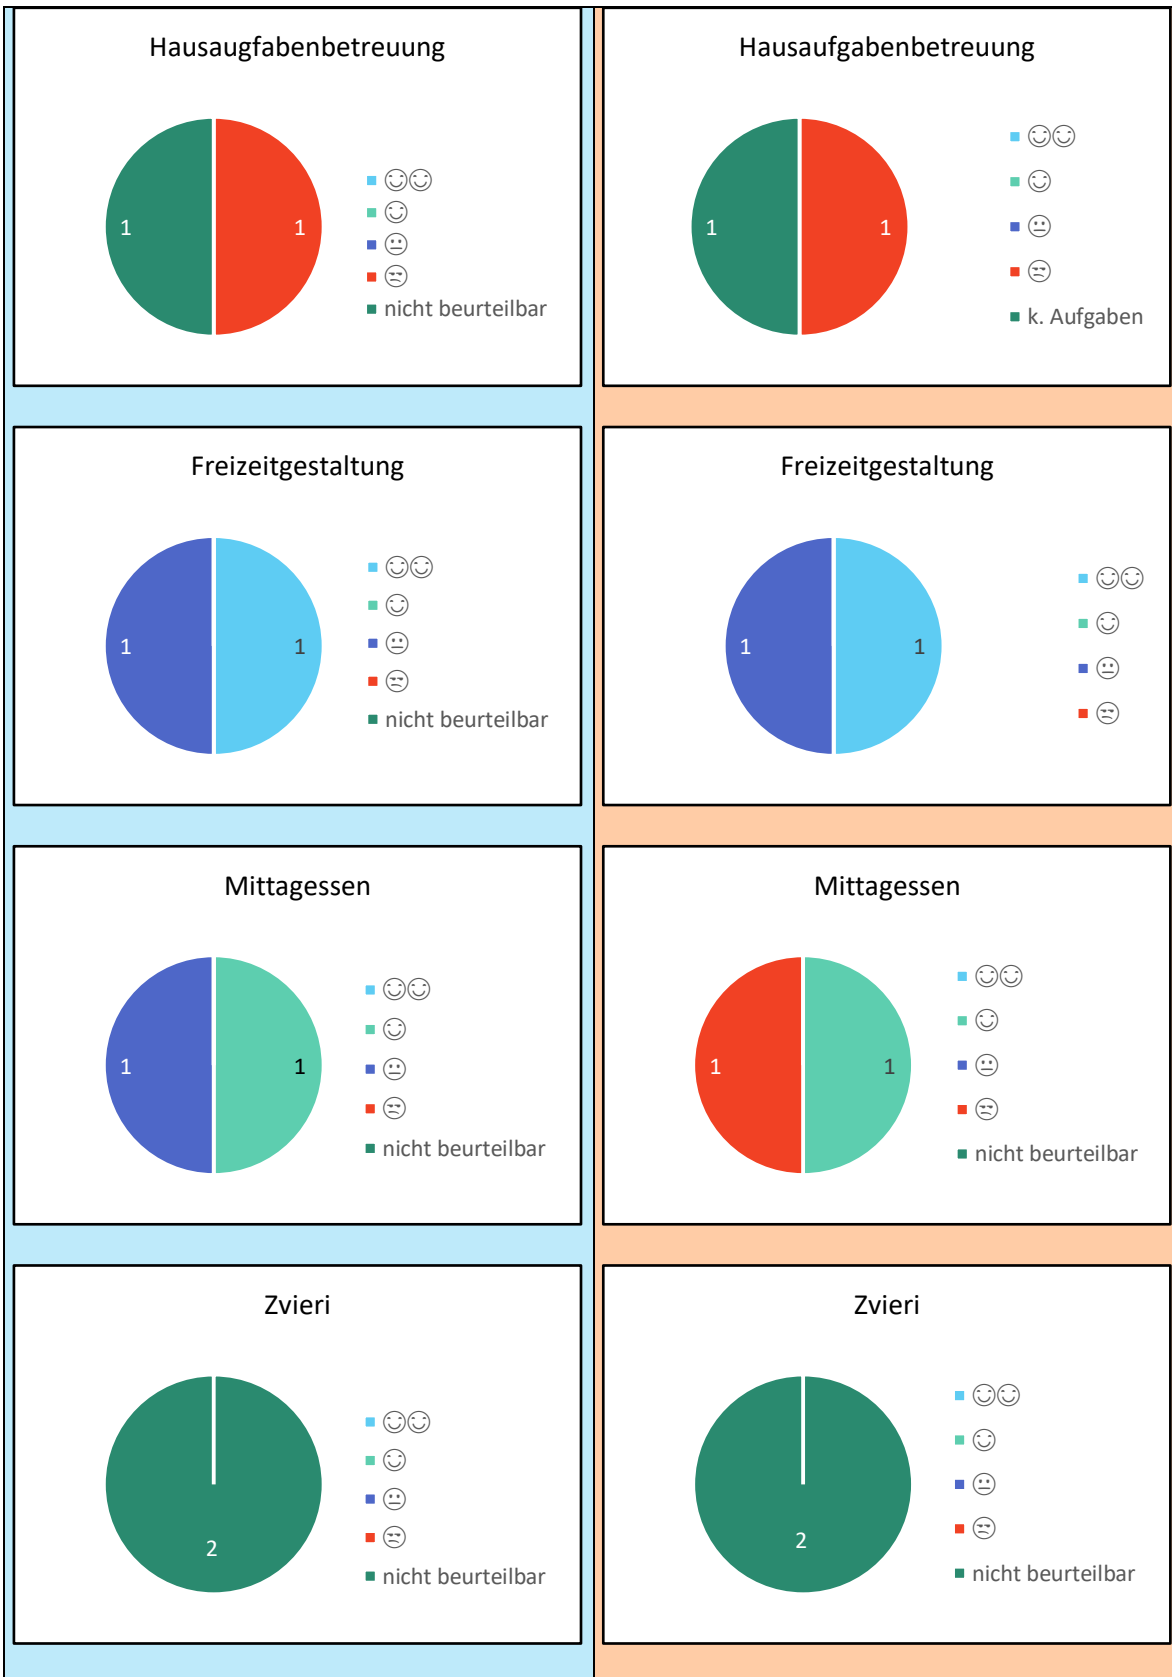 Hausaugfabenbetreuung
1
1
nicht beurteilbar
Hausaufgabenbetreuung
1
1
k. Aufgaben
Freizeitgestaltung
1
1
nicht beurteilbar
Freizeitgestaltung
1
1
Mittagessen
1
1
nicht beurteilbar
Mittagessen
1
1
nicht beurteilbar
Zvieri
2
nicht beurteilbar
Zvieri
2
nicht beurteilbar